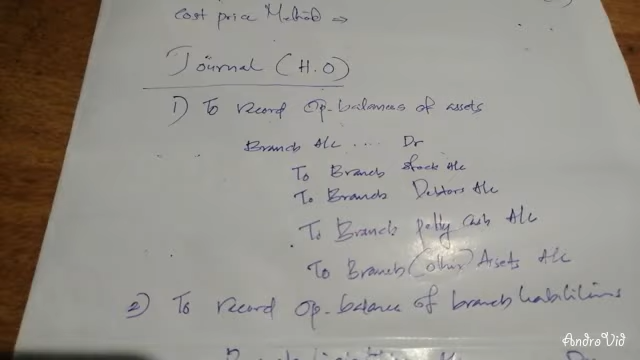 cost price Method ⇒
Journal (H.O)
1) To record Op-balances of assets
Branch A/c .... Dr
To Branch stock A/c
To Branch Debtors A/c
To Branch petty cash A/c
To Branch (other) Assets A/c
2) To record op-balance of branch liabilities
AndroVid